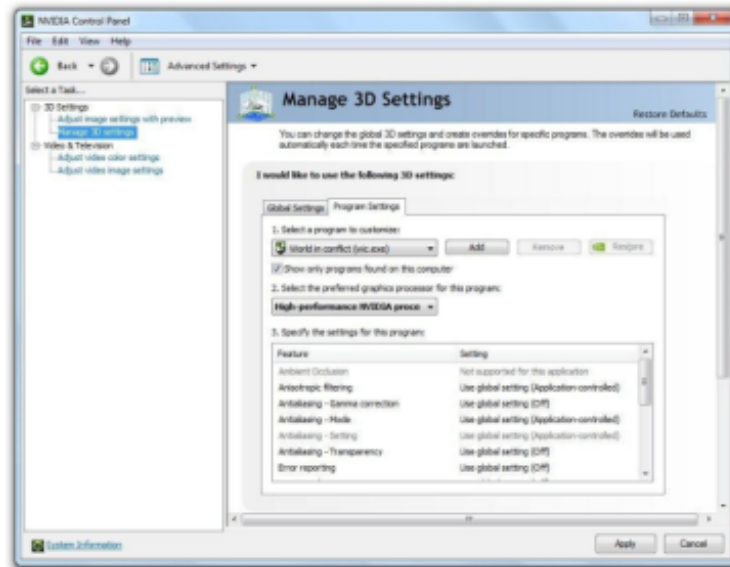 NVIDIA Control Panel
File Edit View Help
Back Advanced Settings
Select a Task...
3D Settings
Adjust image settings with preview
Manage 3D settings
Video & Television
Adjust video color settings
Adjust video image settings
System Information
Manage 3D Settings
Restore Defaults
You can change the global 3D settings and create overrides for specific programs. The overrides will be used
automatically each time the specified programs are launched.
I would like to use the following 3D settings:
Global Settings Program Settings
1. Select a program to customize:
World in conflict (wic.exe) Add Remove Restore
Show only programs found on this computer
2. Select the preferred graphics processor for this program:
High-performance NVIDIA proce
3. Specify the settings for this program:
Feature Setting
Ambient Occlusion Not supported for this application
Anisotropic filtering Use global setting (Application-controlled)
Antialiasing - Gamma correction Use global setting (Off)
Antialiasing - Mode Use global setting (Application-controlled)
Antialiasing - Setting Use global setting (Application-controlled)
Antialiasing - Transparency Use global setting (Off)
Error reporting Use global setting (Off)
Apply Cancel